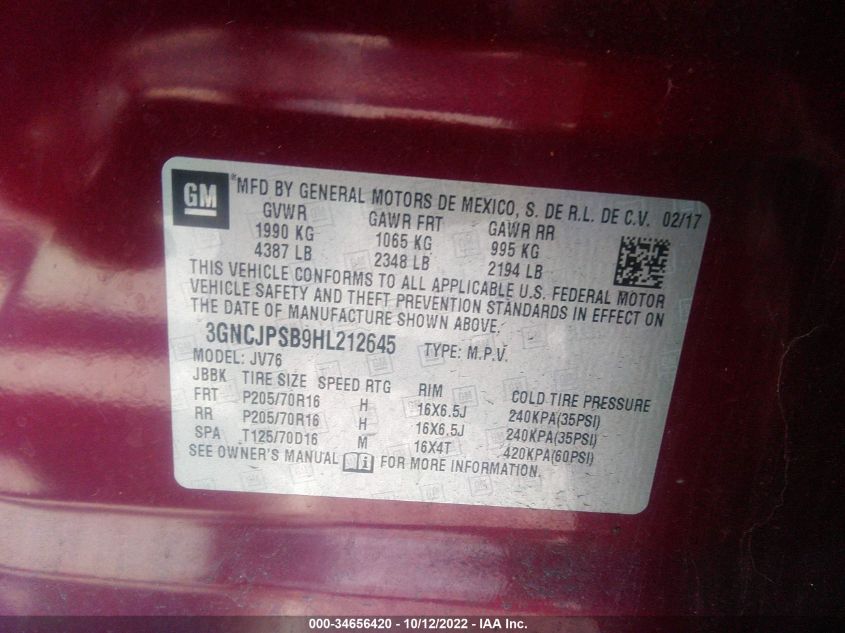 GM
*MFD BY GENERAL MOTORS DE MEXICO, S. DE R.L. DE C.V. 02/17
GVWR GAWR FRT GAWR RR
1990 KG 1065 KG 995 KG
4387 LB 2348 LB 2194 LB
THIS VEHICLE CONFORMS TO ALL APPLICABLE U.S. FEDERAL MOTOR
VEHICLE SAFETY AND THEFT PREVENTION STANDARDS IN EFFECT ON
THE DATE OF MANUFACTURE SHOWN ABOVE.
3GNCJPSB9HL212645 TYPE: M.P.V.
MODEL: JV76
JBBK TIRE SIZE SPEED RTG RIM COLD TIRE PRESSURE
FRT P205/70R16 H 16X6.5J 240KPA(35PSI)
RR P205/70R16 H 16X6.5J 240KPA(35PSI)
SPA T125/70D16 M 16X4T 420KPA(60PSI)
SEE OWNER'S MANUAL FOR MORE INFORMATION.
000-34656420 - 10/12/2022 - IAA Inc.